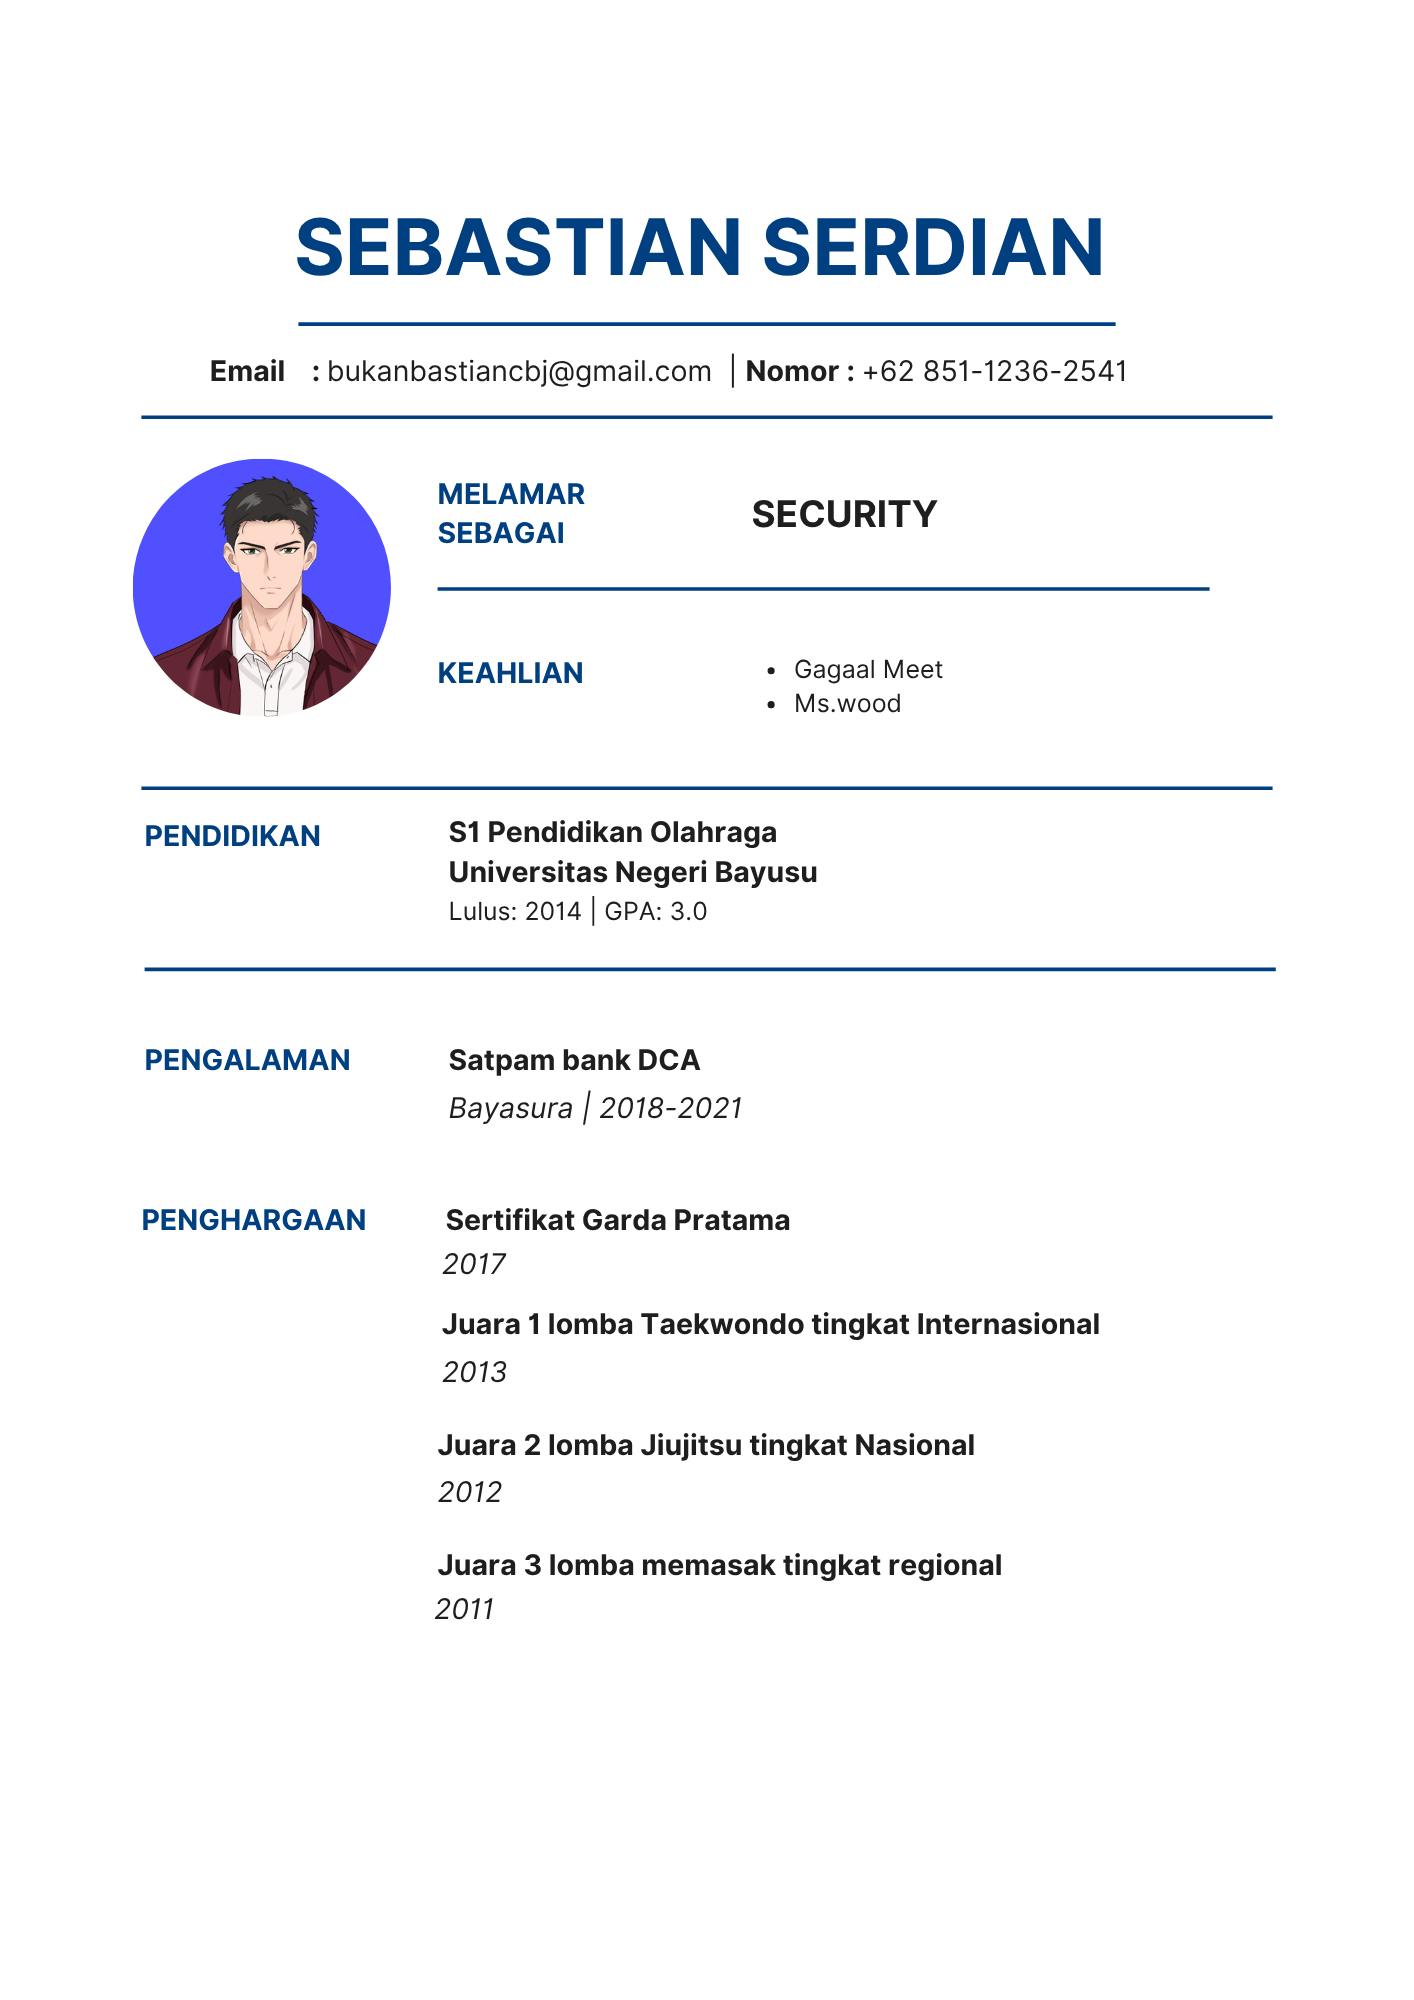 SEBASTIAN SERDIAN
Email : bukanbastiancbj@gmail.com | Nomor : +62 851-1236-2541
MELAMAR
SEBAGAI
SECURITY
KEAHLIAN
• Gagaal Meet
• Ms.wood
PENDIDIKAN
S1 Pendidikan Olahraga
Universitas Negeri Bayusu
Lulus: 2014 | GPA: 3.0
PENGALAMAN
Satpam bank DCA
Bayasura | 2018-2021
PENGHARGAAN
Sertifikat Garda Pratama
2017
Juara 1 lomba Taekwondo tingkat Internasional
2013
Juara 2 lomba Jiujitsu tingkat Nasional
2012
Juara 3 lomba memasak tingkat regional
2011